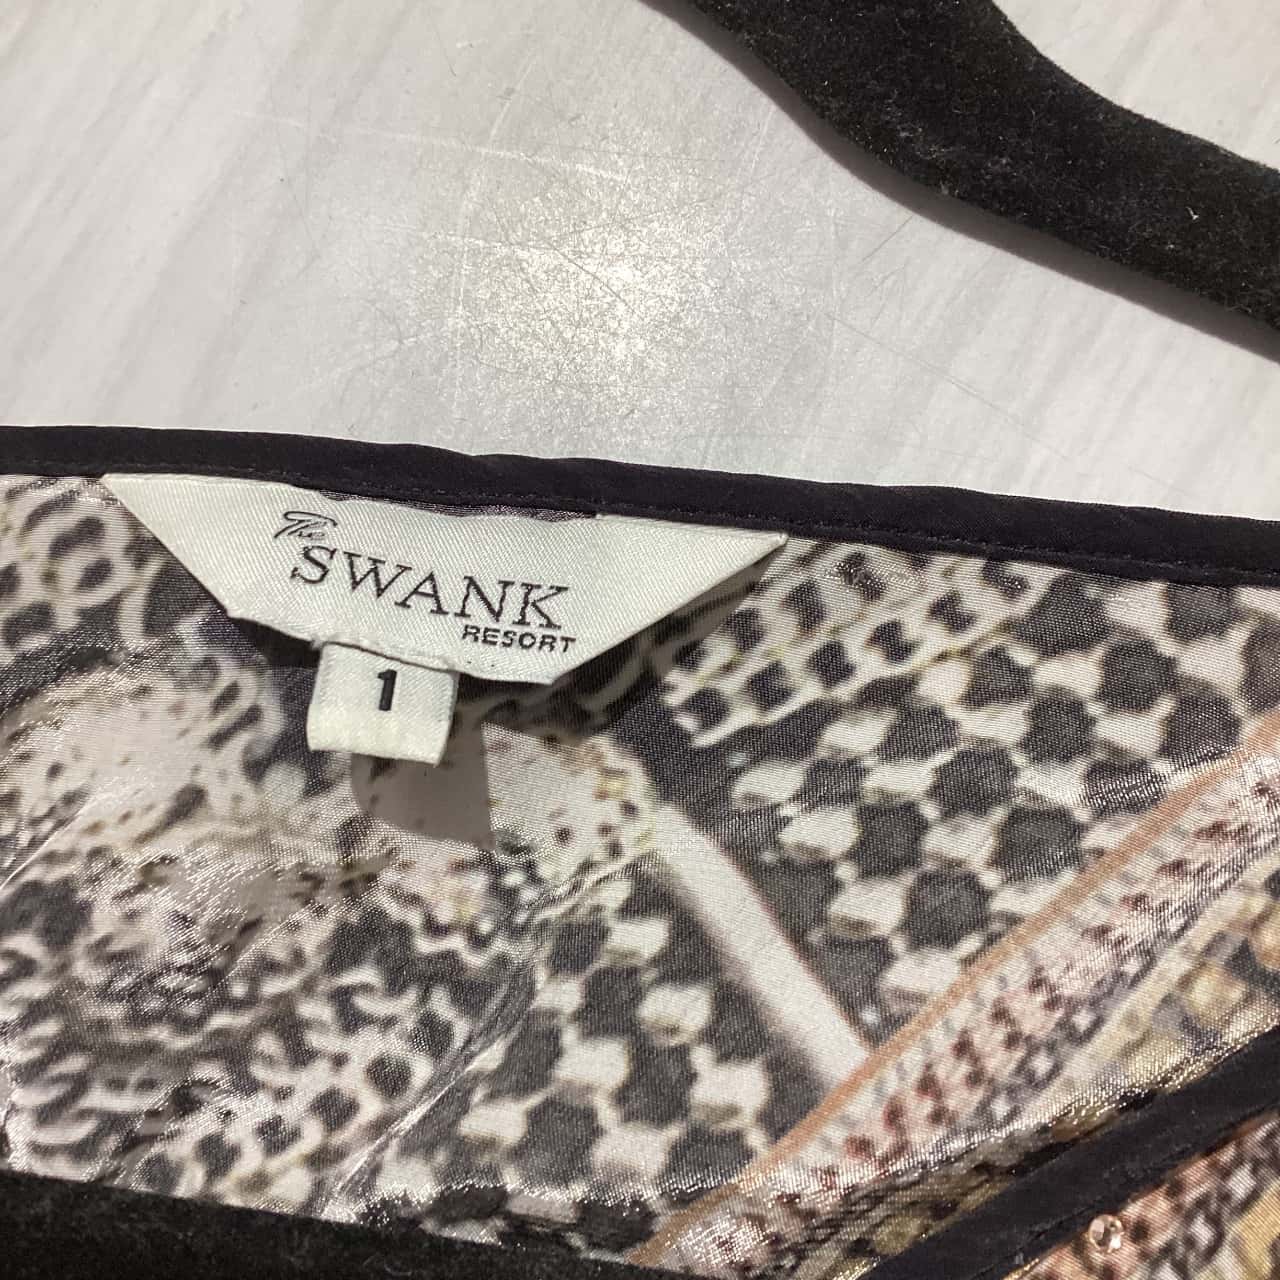 The
SWANK
RESORT
1